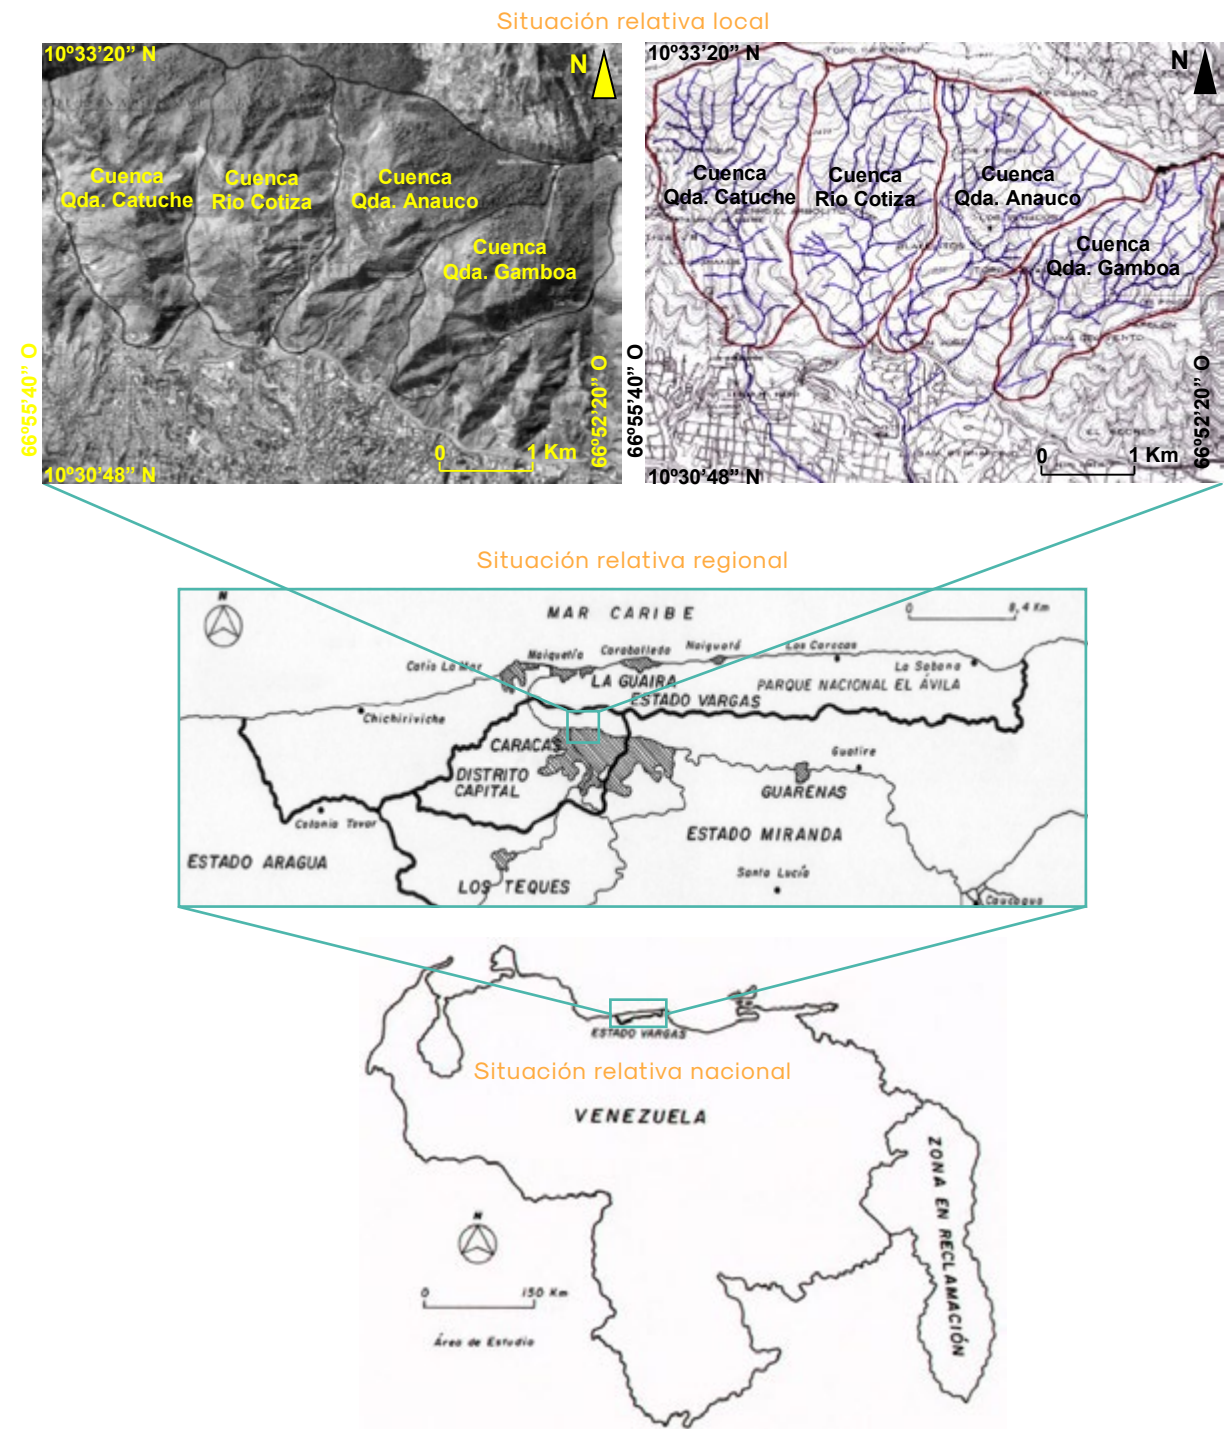 Situación relativa local
10º33’20” N
N
Cuenca
Qda. Catuche
Cuenca
Río Cotiza
Cuenca
Qda. Anauco
Cuenca
Qda. Gamboa
66º55’40” O
66º52’20” O
0 1 Km
10º30’48” N
10º33’20” N
N
Cuenca
Qda. Catuche
Cuenca
Río Cotiza
Cuenca
Qda. Anauco
Cuenca
Qda. Gamboa
66º55’40” O
66º52’20” O
0 1 Km
10º30’48” N
Situación relativa regional
N
MAR CARIBE
0 8,4 Km
Catia La Mar
Maiquetía
Caraballeda
Naiguatá
Los Caracas
La Sabana
LA GUAIRA
PARQUE NACIONAL EL ÁVILA
ESTADO VARGAS
Chichiriviche
CARACAS
Guatire
DISTRITO
CAPITAL
GUARENAS
Colonia Tovar
ESTADO MIRANDA
ESTADO ARAGUA
LOS TEQUES
Santa Lucía
Caucagua
ESTADO VARGAS
Situación relativa nacional
VENEZUELA
ZONA EN RECLAMACIÓN
N
0 150 Km
Área de Estudio